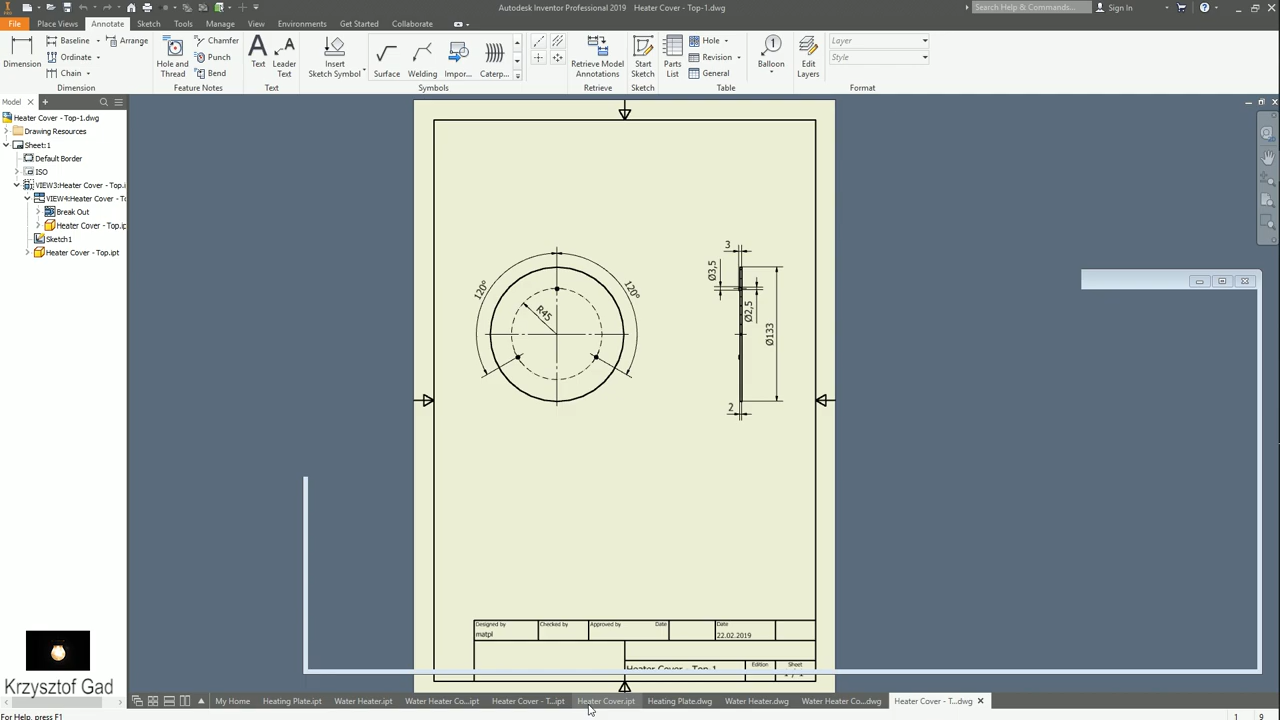 Autodesk Inventor Professional 2019 Heater Cover - Top-1.dwg
Search Help & Commands...
Sign In
File Place Views Annotate Sketch Tools Manage View Environments Get Started Collaborate
Dimension
Baseline
Arrange
Ordinate
Chain
Dimension
Hole and Thread
Chamfer
Punch
Bend
Feature Notes
Text
Leader Text
Text
Insert Sketch Symbol
Surface
Welding
Impor...
Caterp...
Symbols
Retrieve Model Annotations
Retrieve
Start Sketch
Sketch
Parts List
Hole
Revision
General
Table
Balloon
Edit Layers
Layer
Style
Format
Model
Heater Cover - Top-1.dwg
Drawing Resources
Sheet:1
Default Border
ISO
VIEW3:Heater Cover - Top.i
VIEW4:Heater Cover - To
Break Out
Heater Cover - Top.ip
Sketch1
Heater Cover - Top.ipt
120°
120°
R45
3
Ø3,5
Ø2,5
Ø133
2
Designed by
Checked by
Approved by
Date
Date
matpl
22.02.2019
Heater Cover - Top-1
Edition
Sheet
1 / 1
Krzysztof Gad
My Home Heating Plate.ipt Water Heater.ipt Water Heater Co...ipt Heater Cover - T...ipt Heater Cover.ipt Heating Plate.dwg Water Heater.dwg Water Heater Co...dwg Heater Cover - T...dwg
For Help, press F1
1 9